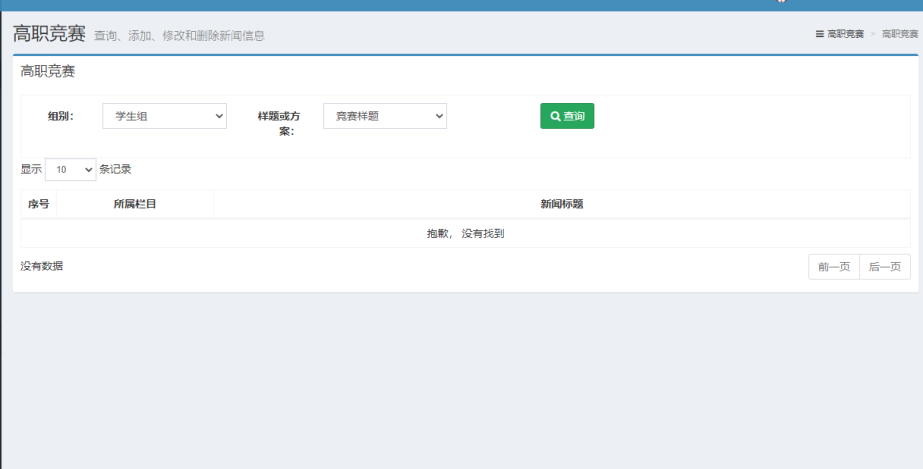 高职竞赛 查询、添加、修改和删除新闻信息 高职竞赛 > 高职竞赛
高职竞赛
组别： 学生组 样题或方案： 竞赛样题 查询
显示 10 条记录
序号 所属栏目 新闻标题
抱歉， 没有找到
没有数据 前一页 后一页